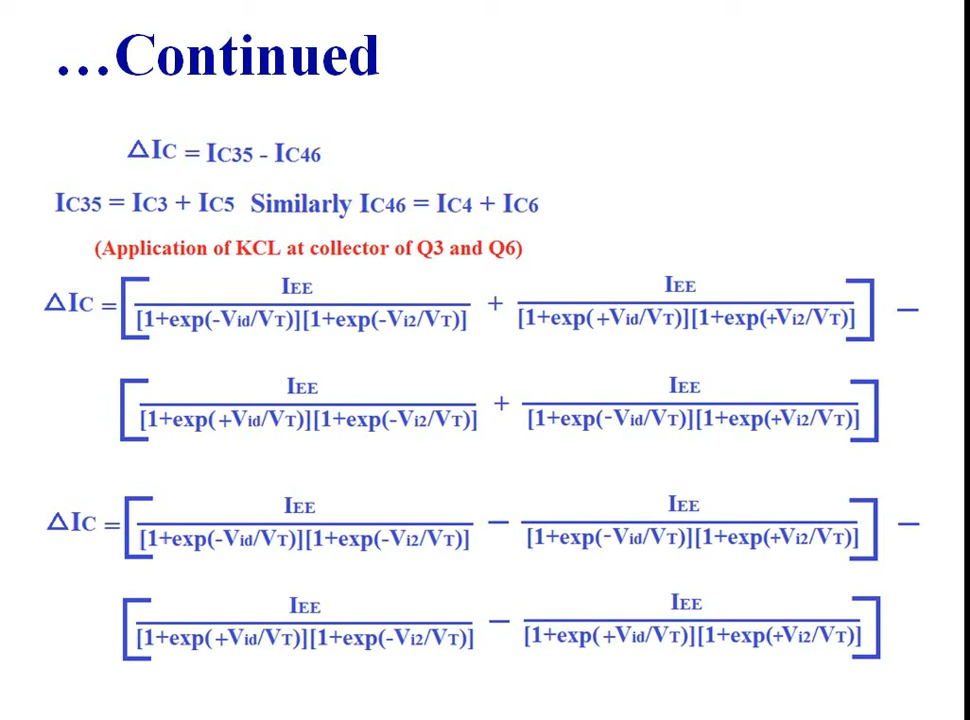 …Continued
△IC = IC35 - IC46
IC35 = IC3 + IC5 Similarly IC46 = IC4 + IC6
(Application of KCL at collector of Q3 and Q6)
IEE IEE
△IC = [ [1+exp(-Vid/VT)][1+exp(-Vi2/VT)] + [1+exp(+Vid/VT)][1+exp(+Vi2/VT)] ] –
IEE IEE
[ [1+exp(+Vid/VT)][1+exp(-Vi2/VT)] + [1+exp(-Vid/VT)][1+exp(+Vi2/VT)] ]
IEE IEE
△IC = [ [1+exp(-Vid/VT)][1+exp(-Vi2/VT)] – [1+exp(-Vid/VT)][1+exp(+Vi2/VT)] ] –
IEE IEE
[ [1+exp(+Vid/VT)][1+exp(-Vi2/VT)] – [1+exp(+Vid/VT)][1+exp(+Vi2/VT)] ]